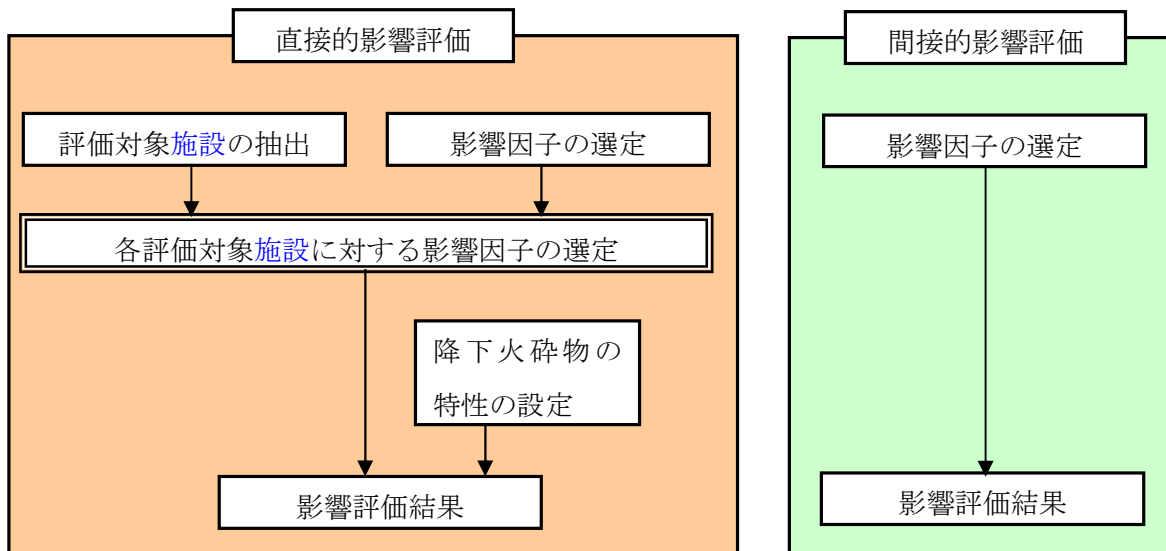 直接的影響評価
評価対象施設の抽出
影響因子の選定
各評価対象施設に対する影響因子の選定
降下火砕物の
特性の設定
影響評価結果
間接的影響評価
影響因子の選定
影響評価結果